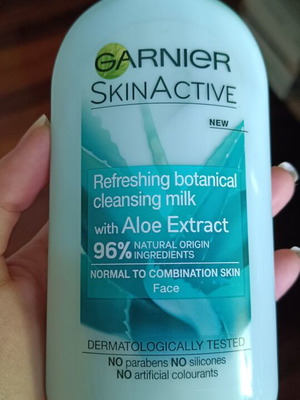 GARNIER
SKINACTIVE
NEW
Refreshing botanical
cleansing milk
with Aloe Extract
96% NATURAL ORIGIN
INGREDIENTS
NORMAL TO COMBINATION SKIN
Face
DERMATOLOGICALLY TESTED
NO parabens NO silicones
NO artificial colourants